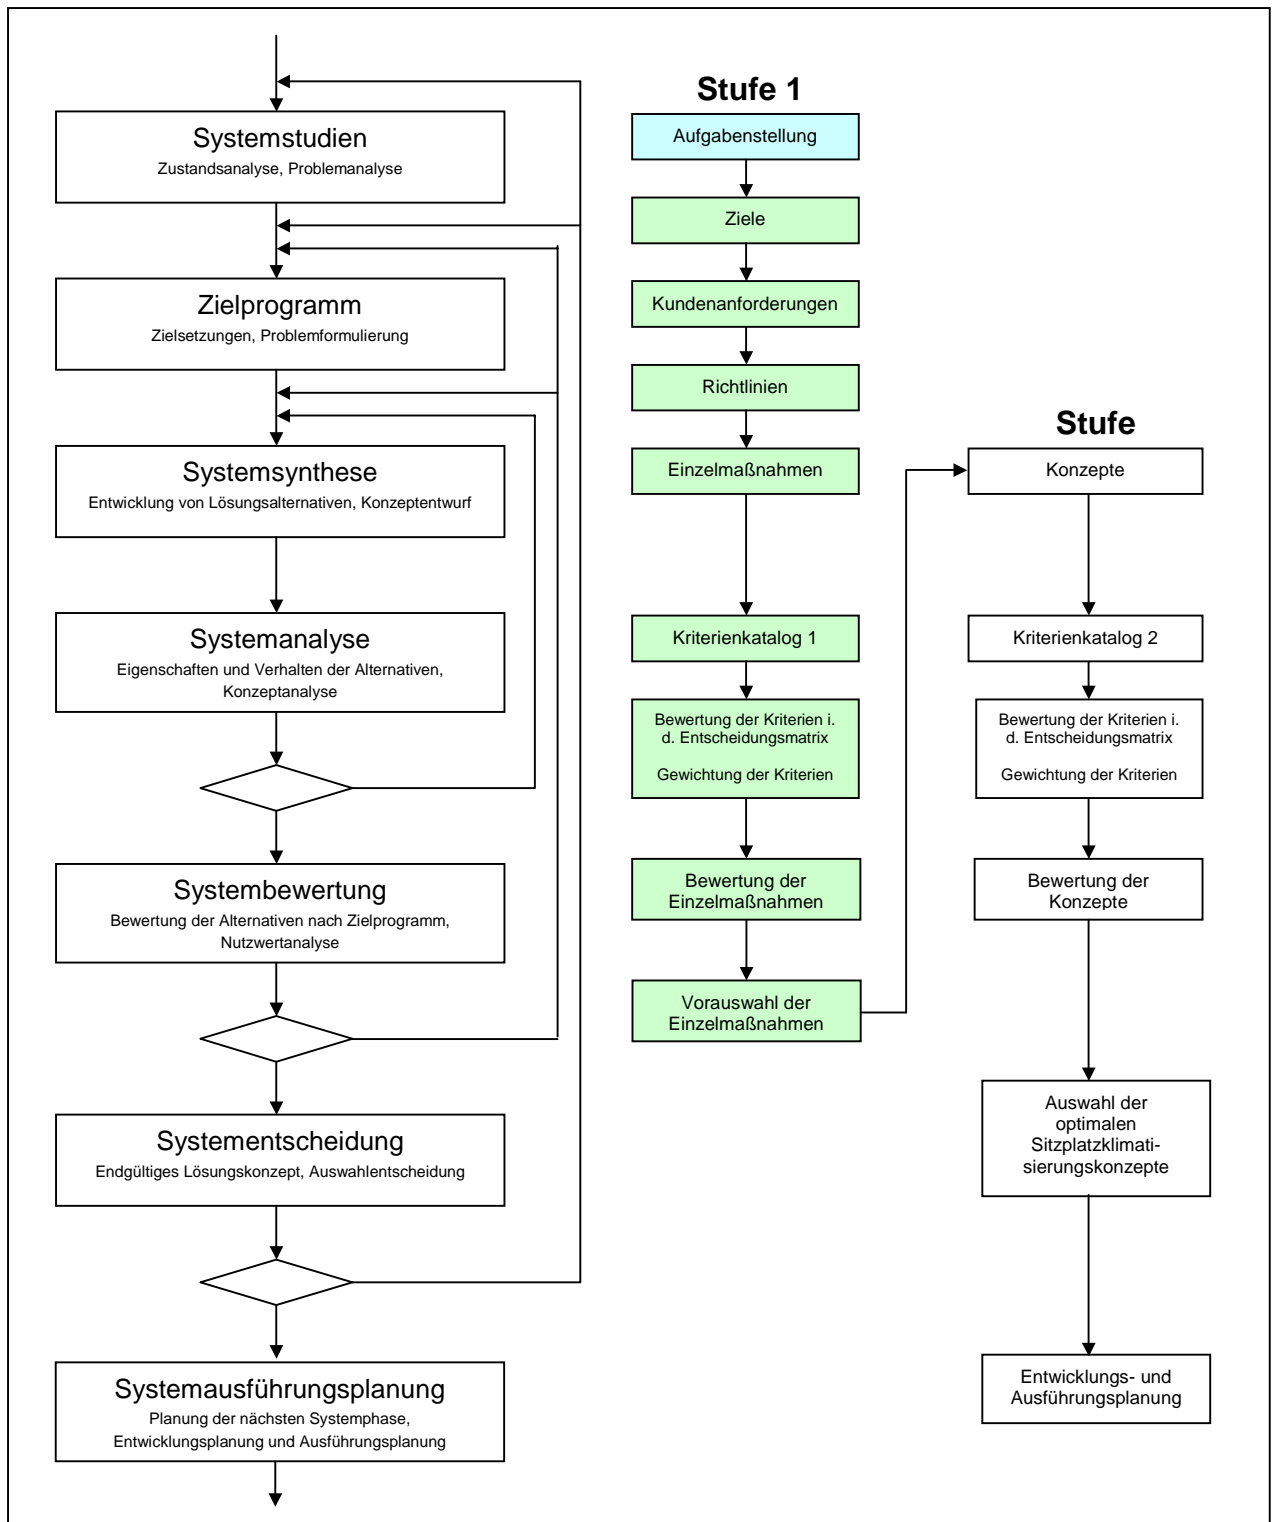 Systemstudien
Zustandsanalyse, Problemanalyse
Zielprogramm
Zielsetzungen, Problemformulierung
Systemsynthese
Entwicklung von Lösungsalternativen, Konzeptentwurf
Systemanalyse
Eigenschaften und Verhalten der Alternativen,
Konzeptanalyse
Systembewertung
Bewertung der Alternativen nach Zielprogramm,
Nutzwertanalyse
Systementscheidung
Endgültiges Lösungskonzept, Auswahlentscheidung
Systemausführungsplanung
Planung der nächsten Systemphase,
Entwicklungsplanung und Ausführungsplanung
Stufe 1
Aufgabenstellung
Ziele
Kundenanforderungen
Richtlinien
Einzelmaßnahmen
Kriterienkatalog 1
Bewertung der Kriterien i.
d. Entscheidungsmatrix
Gewichtung der Kriterien
Bewertung der
Einzelmaßnahmen
Vorauswahl der
Einzelmaßnahmen
Stufe
Konzepte
Kriterienkatalog 2
Bewertung der Kriterien i.
d. Entscheidungsmatrix
Gewichtung der Kriterien
Bewertung der
Konzepte
Auswahl der
optimalen
Sitzplatzklimati-
sierungskonzepte
Entwicklungs- und
Ausführungsplanung